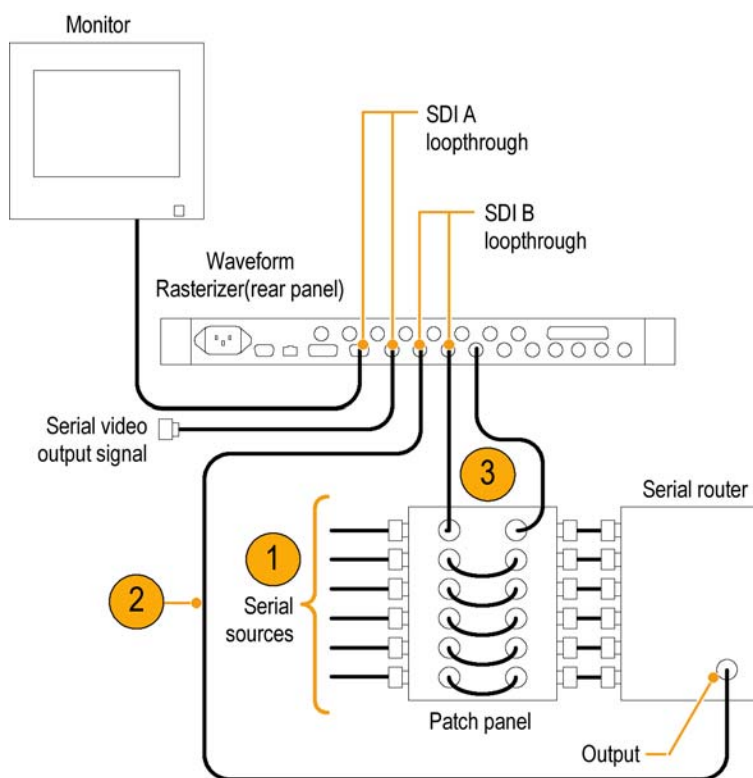 Monitor
SDI A
loopthrough
SDI B
loopthrough
Waveform
Rasterizer(rear panel)
Serial video
output signal
3
Serial router
1
2
Serial
sources
Patch panel
Output